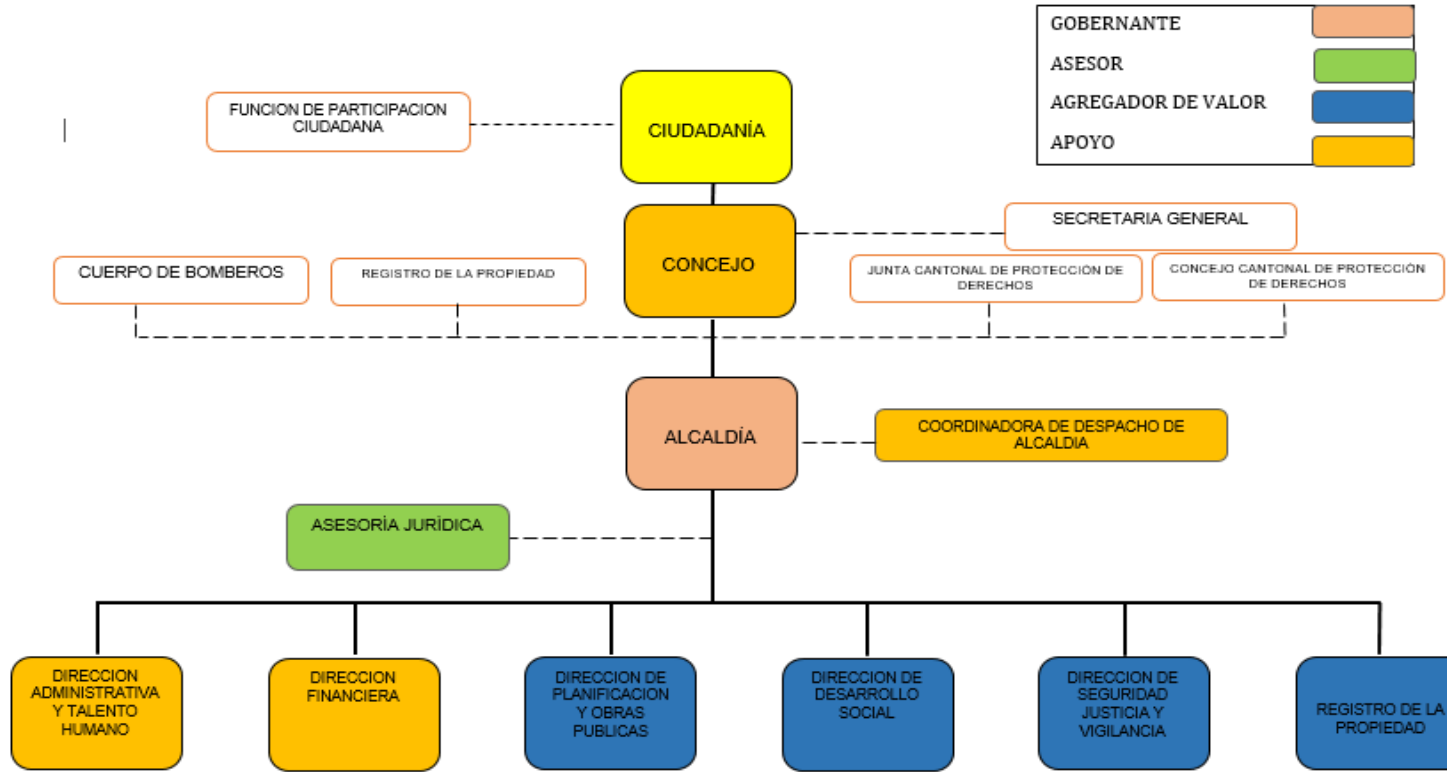 GOBERNANTE
ASESOR
AGREGADOR DE VALOR
APOYO
FUNCION DE PARTICIPACION
CIUDADANA
CIUDADANÍA
SECRETARIA GENERAL
CONCEJO
CUERPO DE BOMBEROS
REGISTRO DE LA PROPIEDAD
JUNTA CANTONAL DE PROTECCIÓN DE
DERECHOS
CONCEJO CANTONAL DE PROTECCIÓN
DE DERECHOS
ALCALDÍA
COORDINADORA DE DESPACHO DE
ALCALDIA
ASESORÌA JURÌDICA
DIRECCION
ADMINISTRATIVA
Y TALENTO
HUMANO
DIRECCION
FINANCIERA
DIRECCION DE
PLANIFICACION
Y OBRAS
PUBLICAS
DIRECCION DE
DESARROLLO
SOCIAL
DIRECCION DE
SEGURIDAD
JUSTICIA Y
VIGILANCIA
REGISTRO DE LA
PROPIEDAD